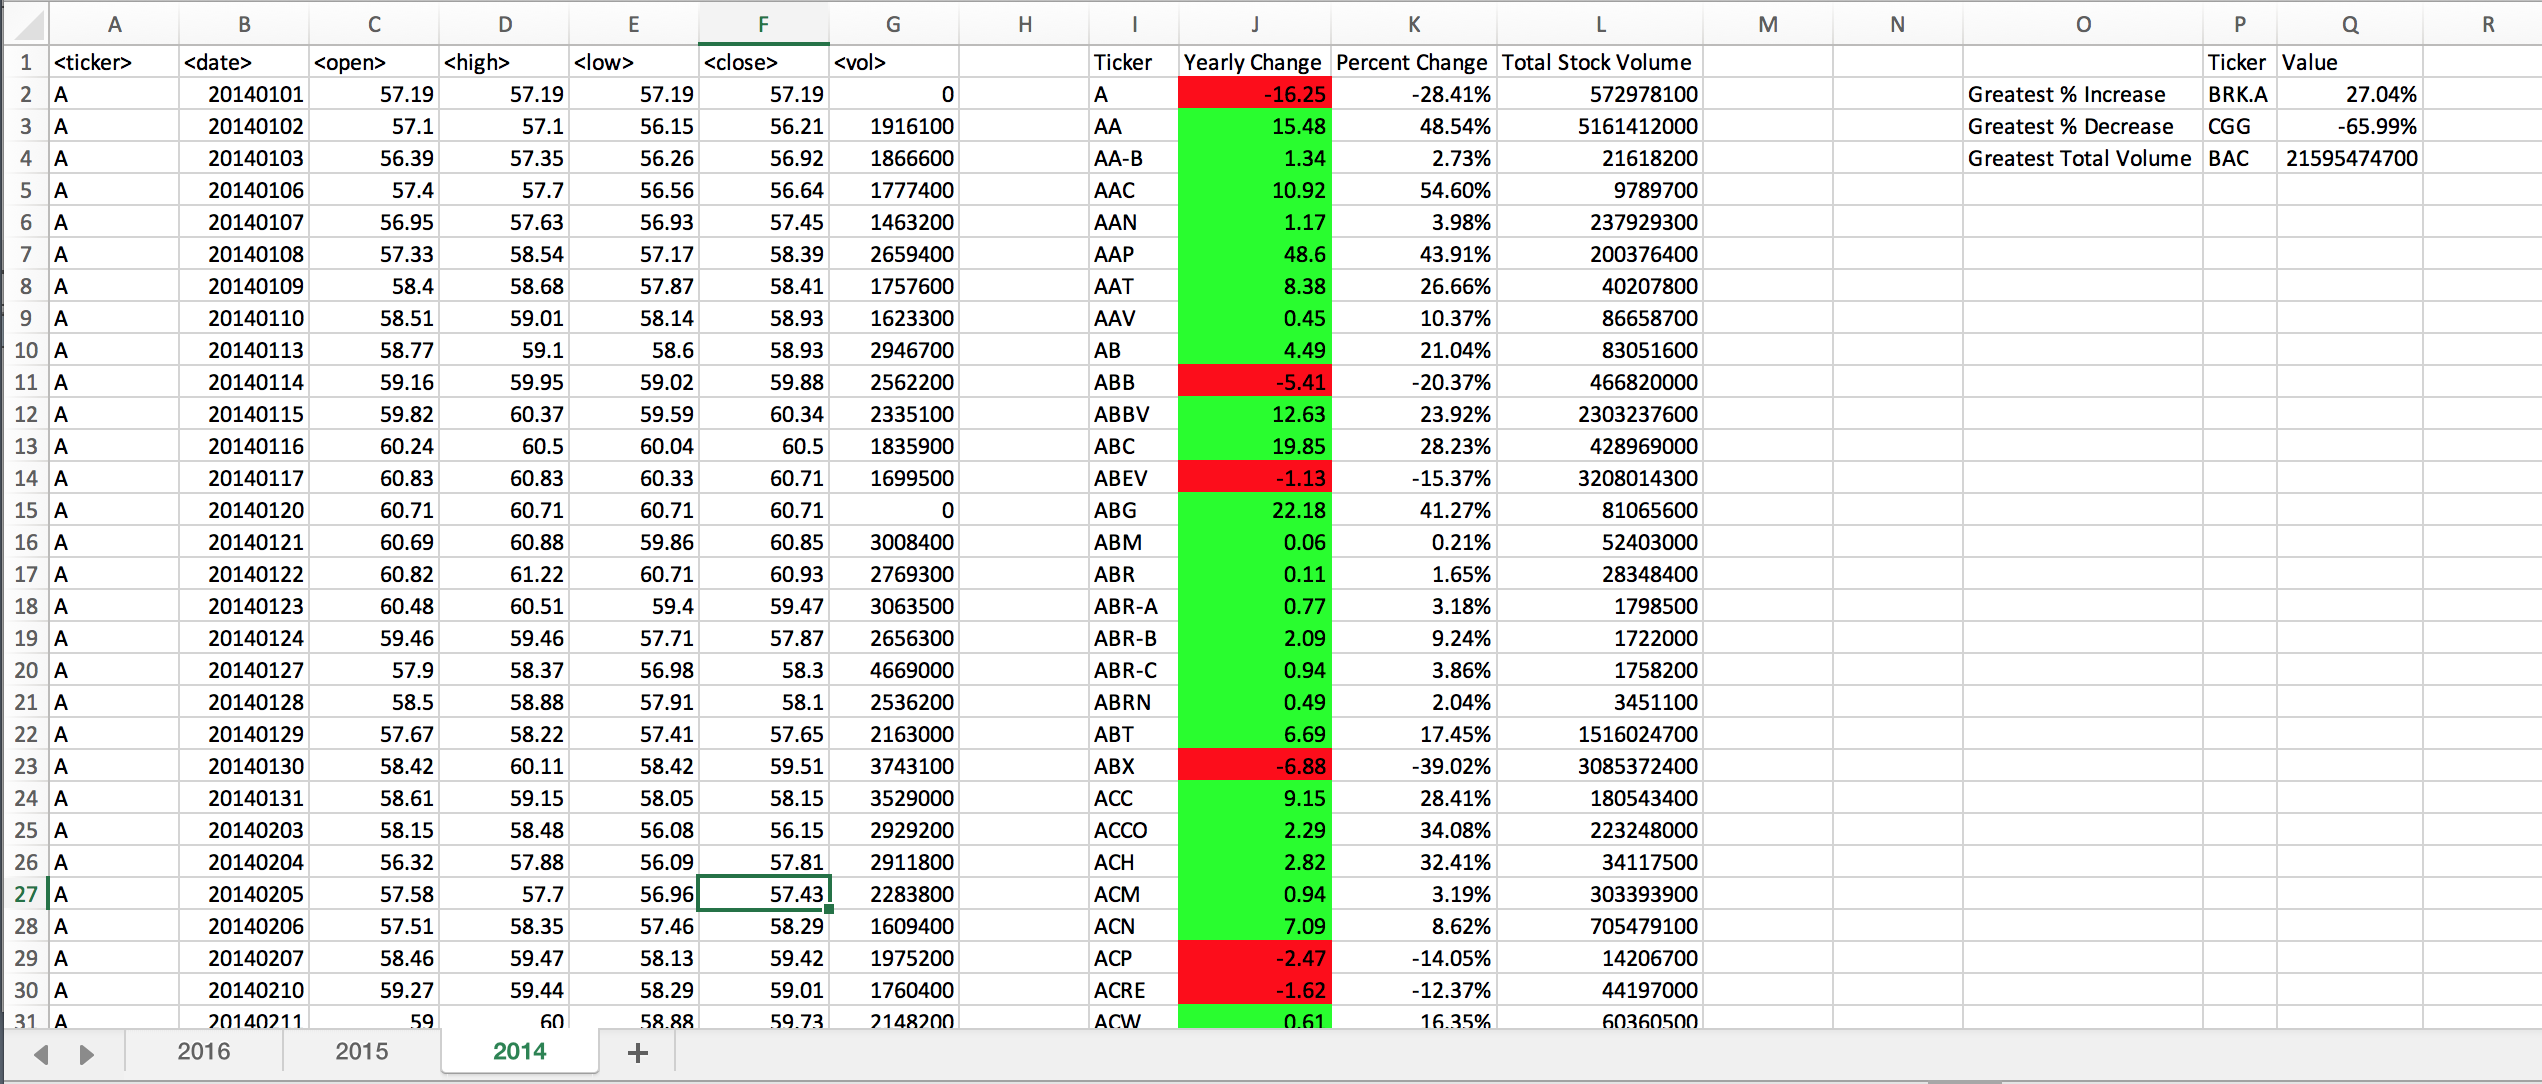 A B C D E F G H I J K L M N O P Q R
1 <ticker> <date> <open> <high> <low> <close> <vol> Ticker Yearly Change Percent Change Total Stock Volume Ticker Value
2 A 20140101 57.19 57.19 57.19 57.19 0 A -16.25 -28.41% 572978100 Greatest % Increase BRK.A 27.04%
3 A 20140102 57.1 57.1 56.15 56.21 1916100 AA 15.48 48.54% 5161412000 Greatest % Decrease CGG -65.99%
4 A 20140103 56.39 57.35 56.26 56.92 1866600 AA-B 1.34 2.73% 21618200 Greatest Total Volume BAC 21595474700
5 A 20140106 57.4 57.7 56.56 56.64 1777400 AAC 10.92 54.60% 9789700
6 A 20140107 56.95 57.63 56.93 57.45 1463200 AAN 1.17 3.98% 237929300
7 A 20140108 57.33 58.54 57.17 58.39 2659400 AAP 48.6 43.91% 200376400
8 A 20140109 58.4 58.68 57.87 58.41 1757600 AAT 8.38 26.66% 40207800
9 A 20140110 58.51 59.01 58.14 58.93 1623300 AAV 0.45 10.37% 86658700
10 A 20140113 58.77 59.1 58.6 58.93 2946700 AB 4.49 21.04% 83051600
11 A 20140114 59.16 59.95 59.02 59.88 2562200 ABB -5.41 -20.37% 466820000
12 A 20140115 59.82 60.37 59.59 60.34 2335100 ABBV 12.63 23.92% 2303237600
13 A 20140116 60.24 60.5 60.04 60.5 1835900 ABC 19.85 28.23% 428969000
14 A 20140117 60.83 60.83 60.33 60.71 1699500 ABEV -1.13 -15.37% 3208014300
15 A 20140120 60.71 60.71 60.71 60.71 0 ABG 22.18 41.27% 81065600
16 A 20140121 60.69 60.88 59.86 60.85 3008400 ABM 0.06 0.21% 52403000
17 A 20140122 60.82 61.22 60.71 60.93 2769300 ABR 0.11 1.65% 28348400
18 A 20140123 60.48 60.51 59.4 59.47 3063500 ABR-A 0.77 3.18% 1798500
19 A 20140124 59.46 59.46 57.71 57.87 2656300 ABR-B 2.09 9.24% 1722000
20 A 20140127 57.9 58.37 56.98 58.3 4669000 ABR-C 0.94 3.86% 1758200
21 A 20140128 58.5 58.88 57.91 58.1 2536200 ABRN 0.49 2.04% 3451100
22 A 20140129 57.67 58.22 57.41 57.65 2163000 ABT 6.69 17.45% 1516024700
23 A 20140130 58.42 60.11 58.42 59.51 3743100 ABX -6.88 -39.02% 3085372400
24 A 20140131 58.61 59.15 58.05 58.15 3529000 ACC 9.15 28.41% 180543400
25 A 20140203 58.15 58.48 56.08 56.15 2929200 ACCO 2.29 34.08% 223248000
26 A 20140204 56.32 57.88 56.09 57.81 2911800 ACH 2.82 32.41% 34117500
27 A 20140205 57.58 57.7 56.96 57.43 2283800 ACM 0.94 3.19% 303393900
28 A 20140206 57.51 58.35 57.46 58.29 1609400 ACN 7.09 8.62% 705479100
29 A 20140207 58.46 59.47 58.13 59.42 1975200 ACP -2.47 -14.05% 14206700
30 A 20140210 59.27 59.44 58.29 59.01 1760400 ACRE -1.62 -12.37% 44197000
31 A 20140211 59 60 58.88 59.73 2148200 ACW 0.61 16.35% 60360500
2016 2015 2014 +